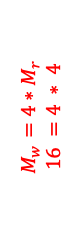 M_w = 4 * M_r
16 = 4 * 4